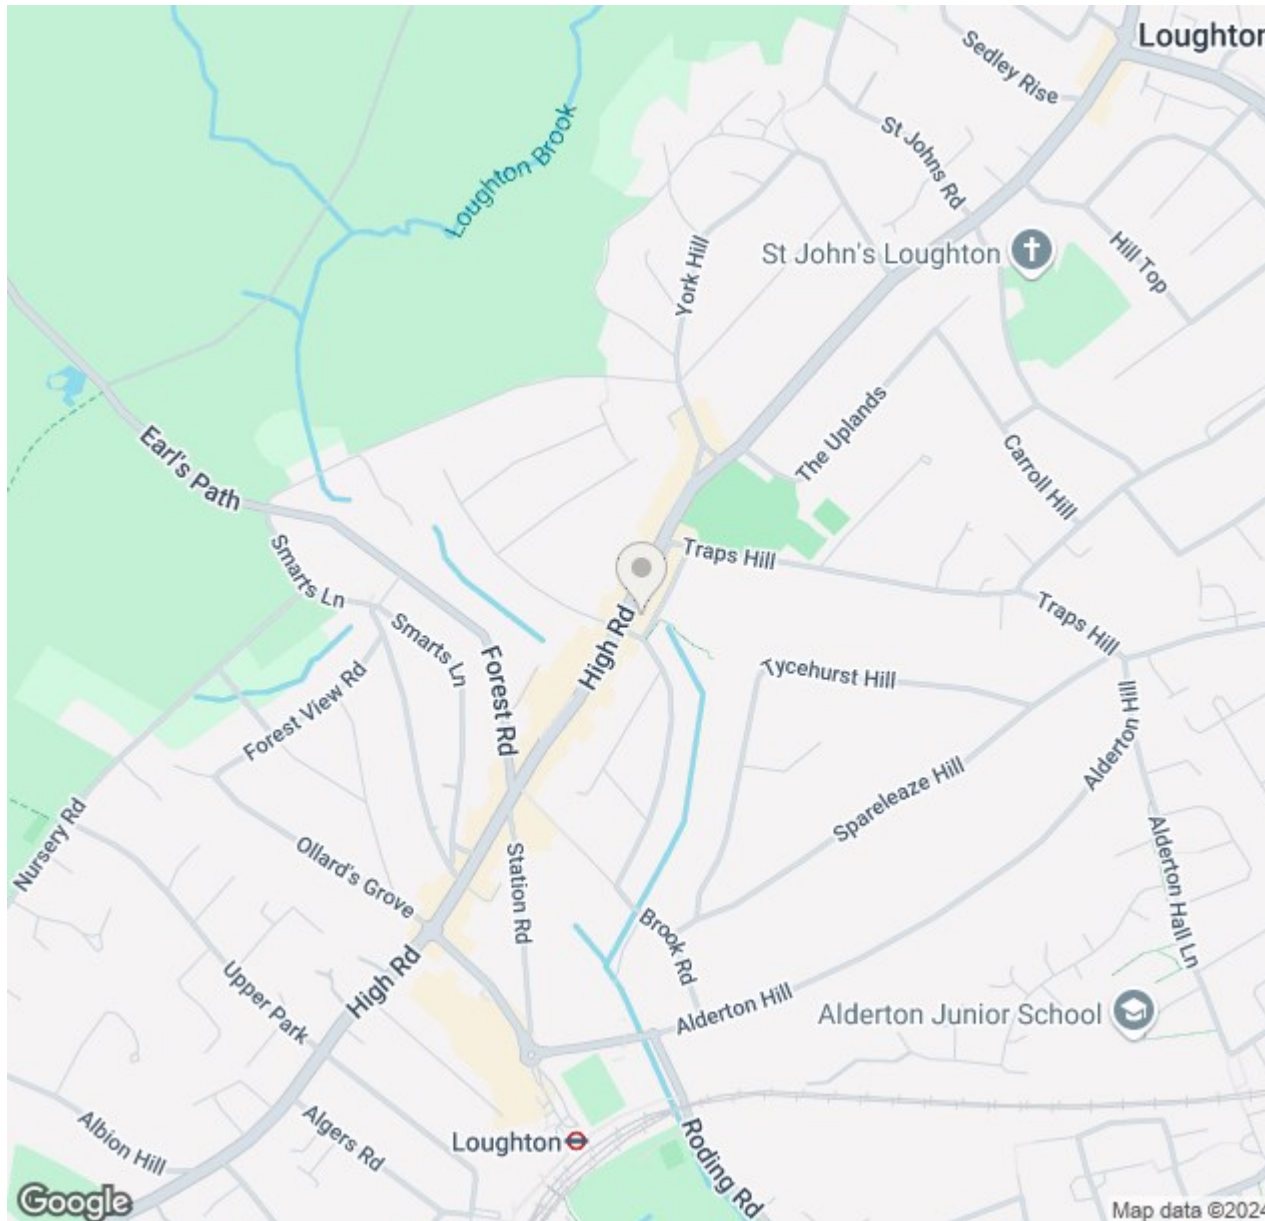 Loughton
Sedley Rise
St Johns Rd
Loughton Brook
St John's Loughton
Hill Top
York Hill
The Uplands
Carroll Hill
Earl's Path
Traps Hill
Smarts Ln
Traps Hill
Smarts Ln
High Rd
Forest Rd
Tycehurst Hill
Forest View Rd
Alderton Hill
Spareleaze Hill
Nursery Rd
Ollard's Grove
Station Rd
Alderton Hall Ln
Brook Rd
High Rd
Upper Park
Alderton Hill
Alderton Junior School
Albion Hill
Algers Rd
Loughton
Roding Rd
Google
Map data ©2024